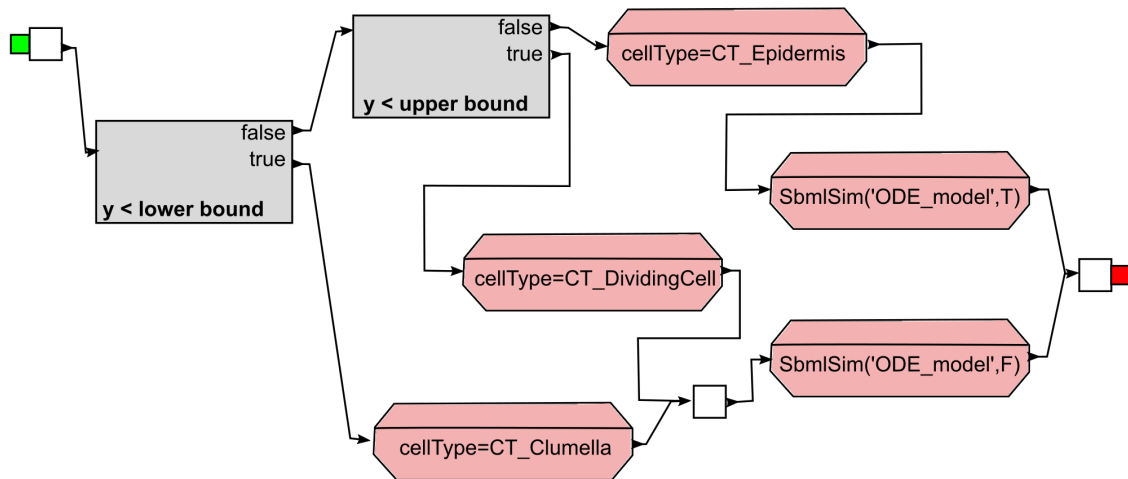 false
true
y < upper bound
cellType=CT_Epidermis
false
true
y < lower bound
SbmlSim('ODE_model',T)
cellType=CT_DividingCell
SbmlSim('ODE_model',F)
cellType=CT_Clumella